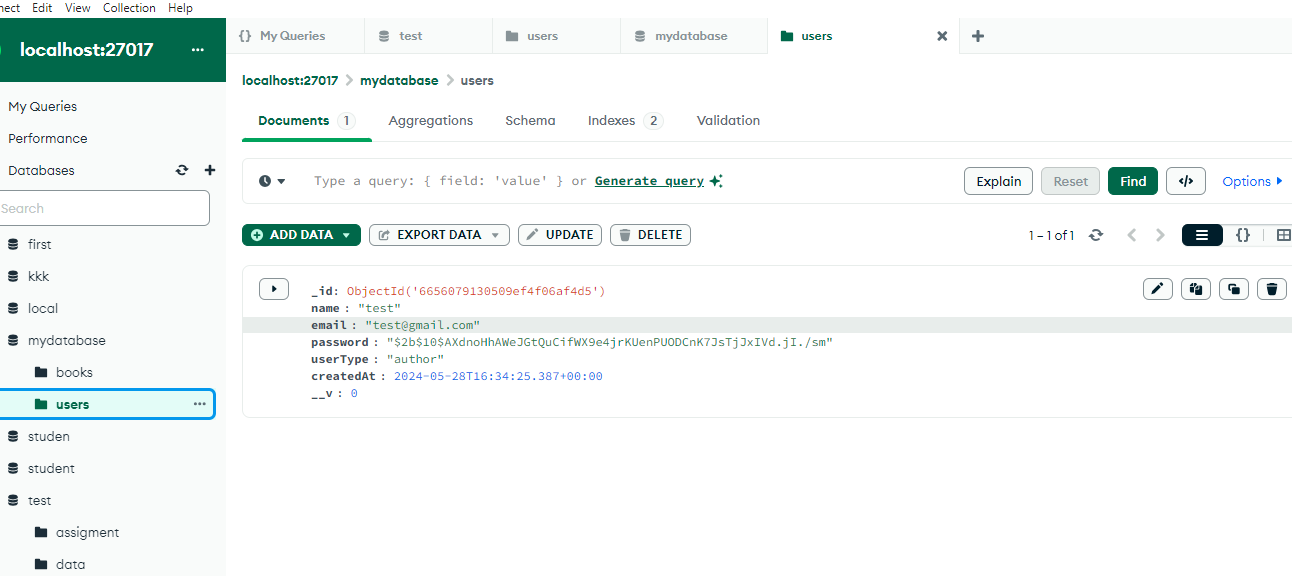 nect Edit View Collection Help
localhost:27017 ...
{} My Queries test users mydatabase users
localhost:27017 > mydatabase > users
My Queries
Performance
Databases
Search
first
kkk
local
mydatabase
books
users ...
studen
student
test
assigment
data
Documents 1 Aggregations Schema Indexes 2 Validation
Type a query: { field: 'value' } or Generate query
Explain Reset Find </> Options
ADD DATA EXPORT DATA UPDATE DELETE
1 – 1 of 1 {}
_id: ObjectId('6656079130509ef4f06af4d5')
name : "test"
email : "test@gmail.com"
password : "$2b$10$AXdnoHhAWeJGtQuCifWX9e4jrKUenPUODCnK7JsTjJxIVd.jI./sm"
userType : "author"
createdAt : 2024-05-28T16:34:25.387+00:00
__v : 0